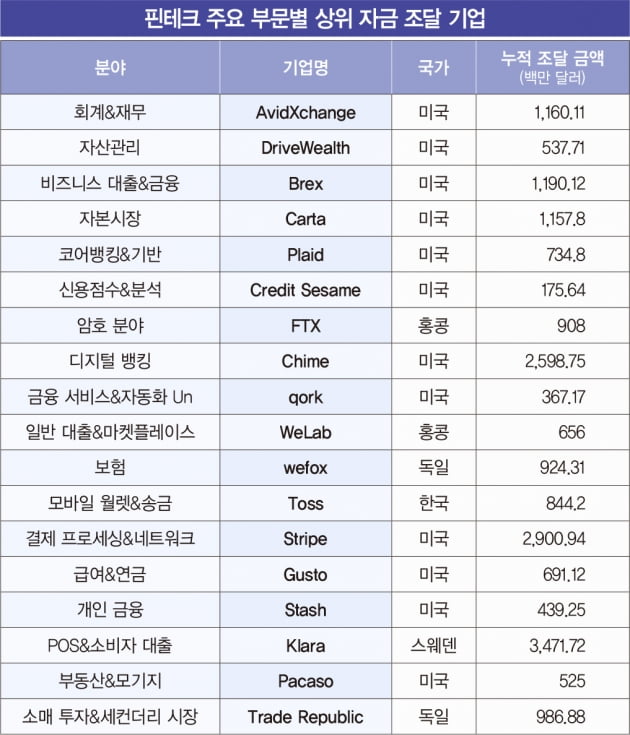 핀테크 주요 부문별 상위 자금 조달 기업
분야 기업명 국가 누적 조달 금액
(백만 달러)
회계&재무 AvidXchange 미국 1,160.11
자산관리 DriveWealth 미국 537.71
비즈니스 대출&금융 Brex 미국 1,190.12
자본시장 Carta 미국 1,157.8
코어뱅킹&기반 Plaid 미국 734.8
신용점수&분석 Credit Sesame 미국 175.64
암호 분야 FTX 홍콩 908
디지털 뱅킹 Chime 미국 2,598.75
금융 서비스&자동화 Un qork 미국 367.17
일반 대출&마켓플레이스 WeLab 홍콩 656
보험 wefox 독일 924.31
모바일 월렛&송금 Toss 한국 844.2
결제 프로세싱&네트워크 Stripe 미국 2,900.94
급여&연금 Gusto 미국 691.12
개인 금융 Stash 미국 439.25
POS&소비자 대출 Klara 스웨덴 3,471.72
부동산&모기지 Pacaso 미국 525
소매 투자&세컨더리 시장 Trade Republic 독일 986.88